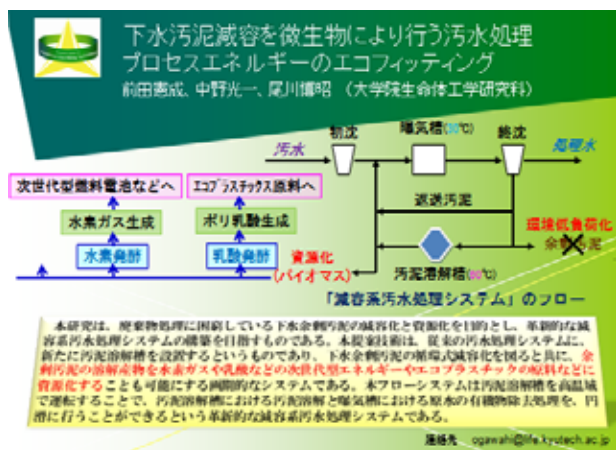 下水汚泥減容を微生物により行う汚水処理
プロセスエネルギーのエコフィッティング
前田憲成、中野光一、尾川博昭 (大学院生命体工学研究科)
汚水
初沈
曝気槽(30℃)
終沈
処理水
次世代型燃料電池などへ
エコプラスチックス原料へ
返送汚泥
水素ガス生成
ポリ乳酸生成
環境低負荷化
余剰汚泥
水素発酵
乳酸発酵
資源化
(バイオマス)
汚泥溶解槽(60℃)
「減容系汚水処理システム」のフロー
本研究は、廃棄物処理に困窮している下水余剰汚泥の減容化と資源化を目的とし、革新的な減
容系汚水処理システムの構築を目指すものである。本提案技術は、従来の汚水処理システムに、
新たに汚泥溶解槽を設置するというものであり、下水余剰汚泥の循環式減容化を図ると共に、余
剰汚泥の溶解産物を水素ガスや乳酸などの次世代型エネルギーやエコプラスチックの原料などに
資源化することも可能にする画期的なシステムである。本フローシステムは汚泥溶解槽を高温域
で運転することで、汚泥溶解槽における汚泥溶解と曝気槽における原水の有機物除去処理を、円
滑に行うことができるという革新的な減容系汚水処理システムである。
連絡先 ogawahi@life.kyutech.ac.jp